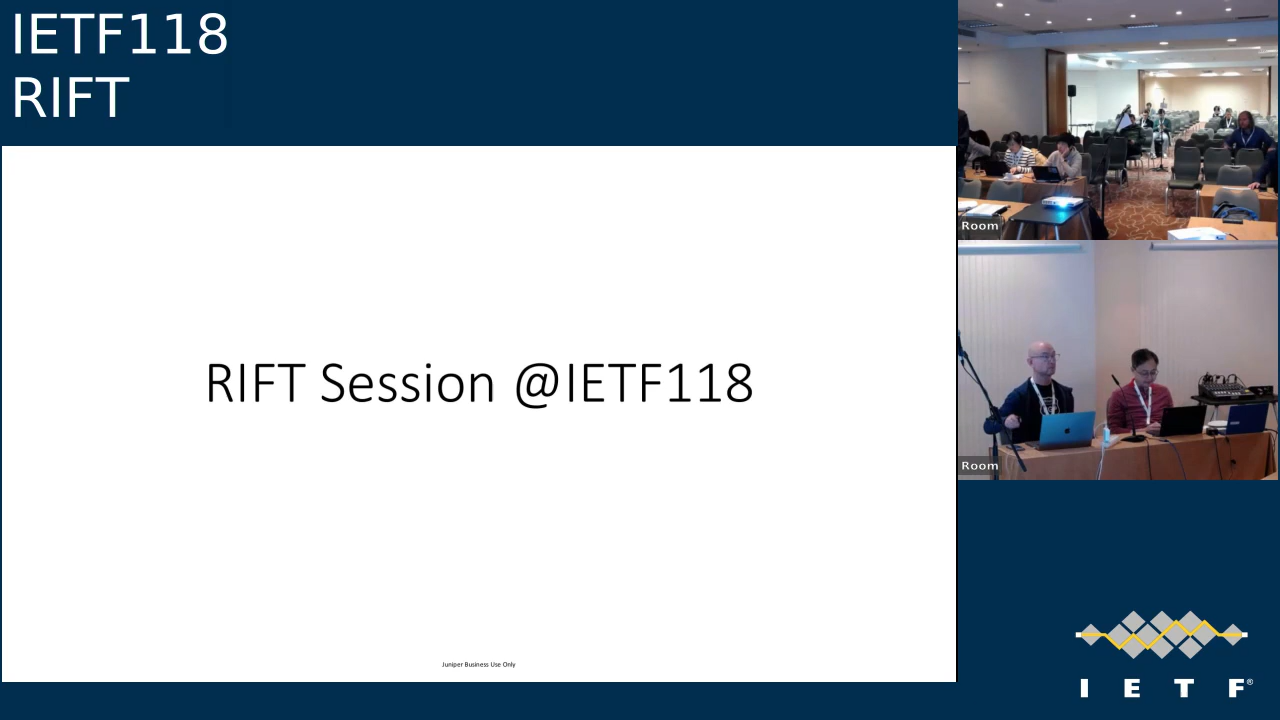 IETF118
RIFT
RIFT Session @IETF118
Juniper Business Use Only
Room
Room
I E T F®